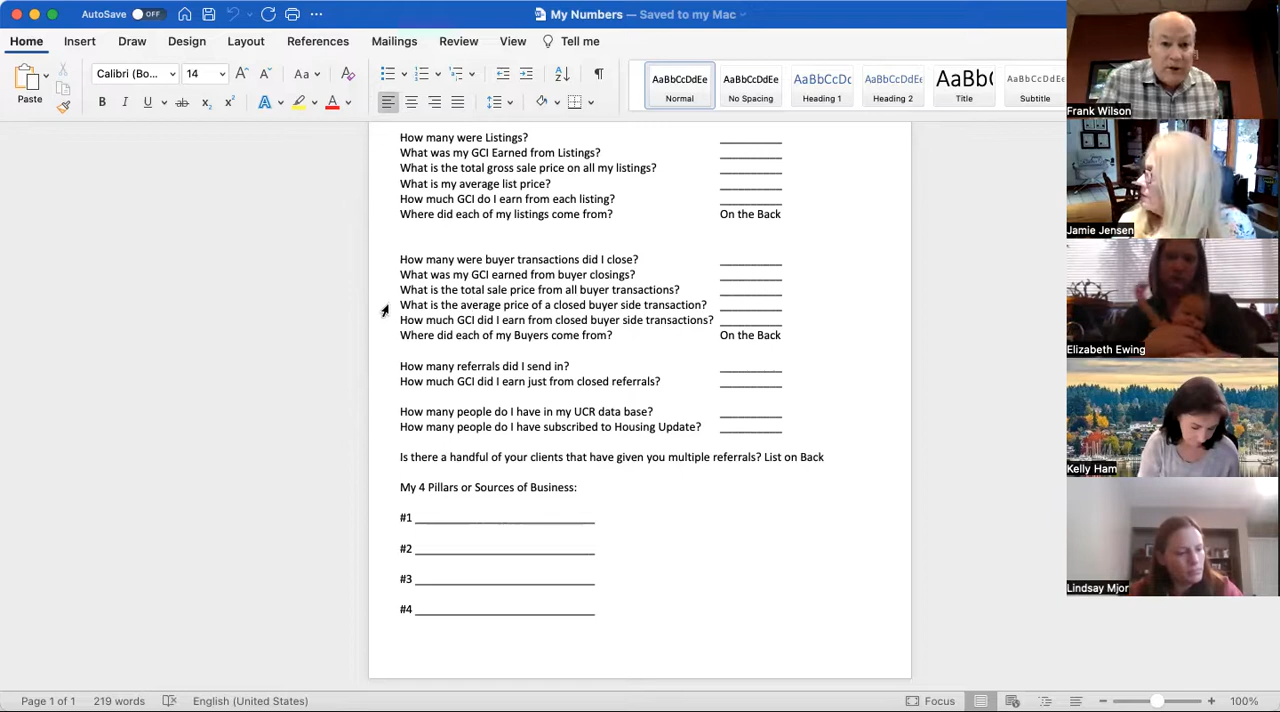 AutoSave OFF
My Numbers — Saved to my Mac
Home Insert Draw Design Layout References Mailings Review View Tell me
Paste
Calibri (Bo... 14
AaBbCcDdEe AaBbCcDdEe AaBbCcDc AaBbCcDdEe AaBb( AaBbCcDdEe
Normal No Spacing Heading 1 Heading 2 Title Subtitle
How many were Listings?
What was my GCI Earned from Listings?
What is the total gross sale price on all my listings?
What is my average list price?
How much GCI do I earn from each listing?
Where did each of my listings come from? On the Back
How many were buyer transactions did I close?
What was my GCI earned from buyer closings?
What is the total sale price from all buyer transactions?
What is the average price of a closed buyer side transaction?
How much GCI did I earn from closed buyer side transactions?
Where did each of my Buyers come from? On the Back
How many referrals did I send in?
How much GCI did I earn just from closed referrals?
How many people do I have in my UCR data base?
How many people do I have subscribed to Housing Update?
Is there a handful of your clients that have given you multiple referrals? List on Back
My 4 Pillars or Sources of Business:
#1
#2
#3
#4
Page 1 of 1 219 words English (United States) Focus 100%
Frank Wilson
Jamie Jensen
Elizabeth Ewing
Kelly Ham
Lindsay Mjor